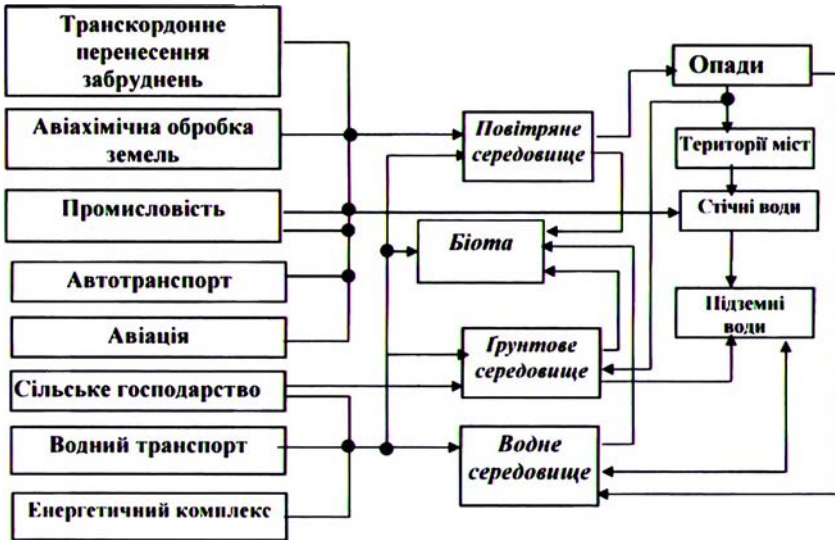 Транскордонне
перенесення
забруднень
Авіахімічна обробка
земель
Промисловість
Автотранспорт
Авіація
Сільське господарство
Водний транспорт
Енергетичний комплекс
Повітряне
середовище
Біота
Ґрунтове
середовище
Водне
середовище
Опади
Території міст
Стічні води
Підземні
води